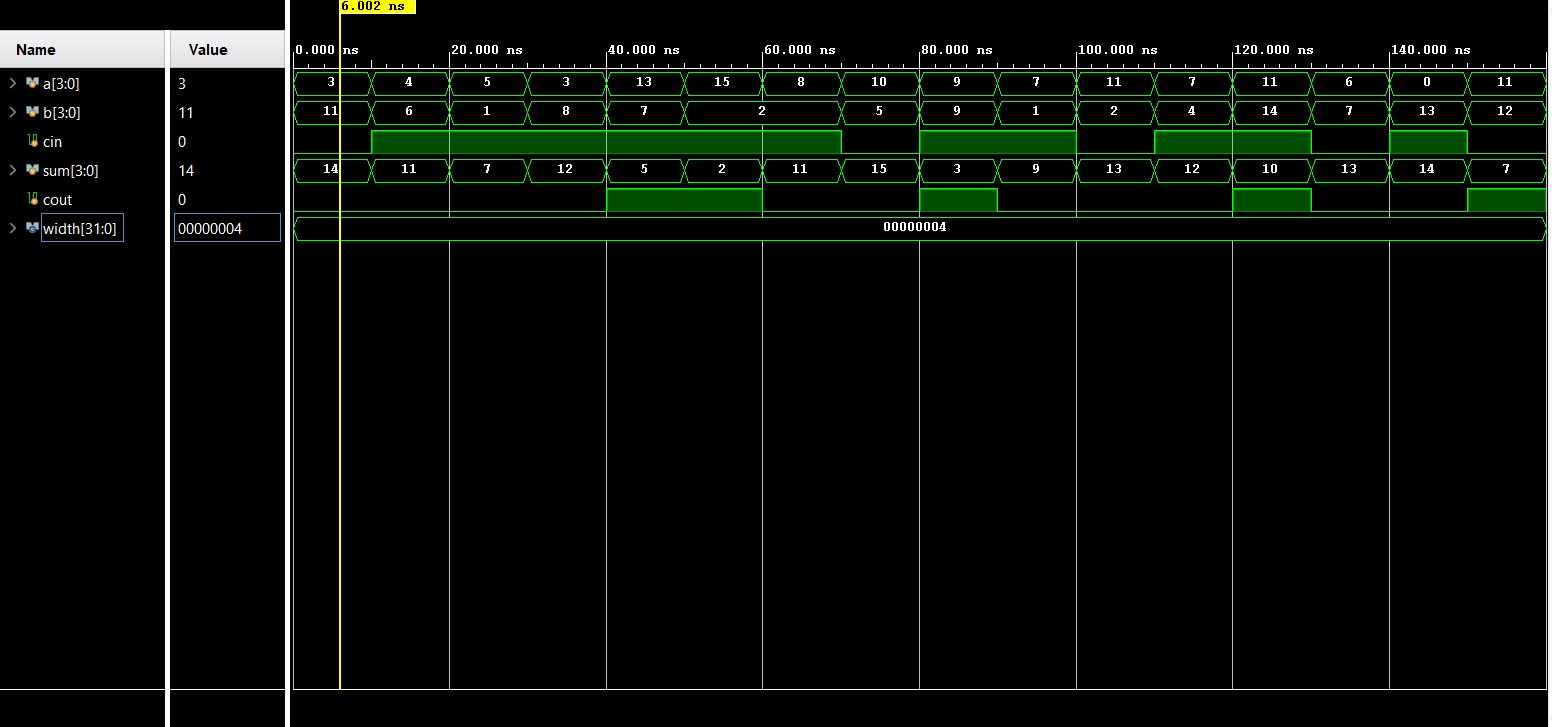 6.002 ns
Name Value 0.000 ns 20.000 ns 40.000 ns 60.000 ns 80.000 ns 100.000 ns 120.000 ns 140.000 ns
a[3:0] 3 3 4 5 3 13 15 8 10 9 7 11 7 11 6 0 11
b[3:0] 11 11 6 1 8 7 2 5 9 1 2 4 14 7 13 12
cin 0
sum[3:0] 14 14 11 7 12 5 2 11 15 3 9 13 12 10 13 14 7
cout 0
width[31:0] 00000004 00000004